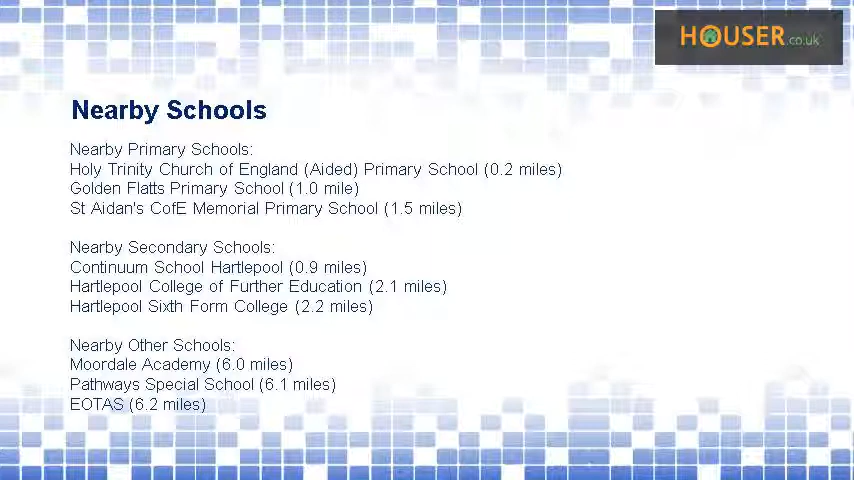 HOUSER.co.uk
Nearby Schools
Nearby Primary Schools:
Holy Trinity Church of England (Aided) Primary School (0.2 miles)
Golden Flatts Primary School (1.0 mile)
St Aidan's CofE Memorial Primary School (1.5 miles)
Nearby Secondary Schools:
Continuum School Hartlepool (0.9 miles)
Hartlepool College of Further Education (2.1 miles)
Hartlepool Sixth Form College (2.2 miles)
Nearby Other Schools:
Moordale Academy (6.0 miles)
Pathways Special School (6.1 miles)
EOTAS (6.2 miles)